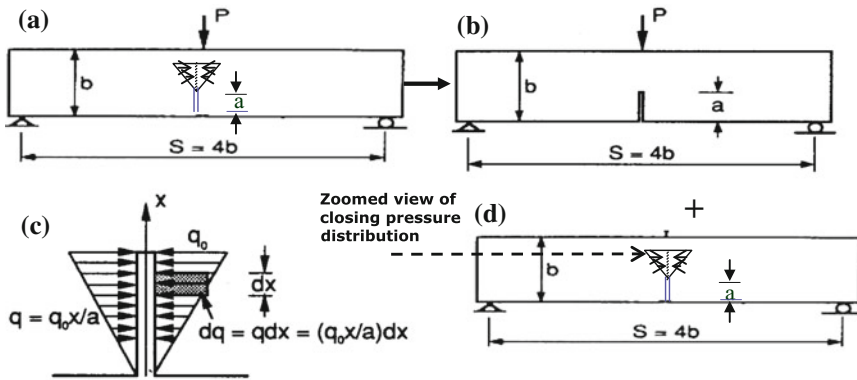 (a)
P
b
a
S = 4b
(b)
P
b
a
S = 4b
Zoomed view of
closing pressure
distribution
(c)
x
q₀
dx
q = q₀x/a
dq = qdx = (q₀x/a)dx
+
(d)
b
a
S = 4b